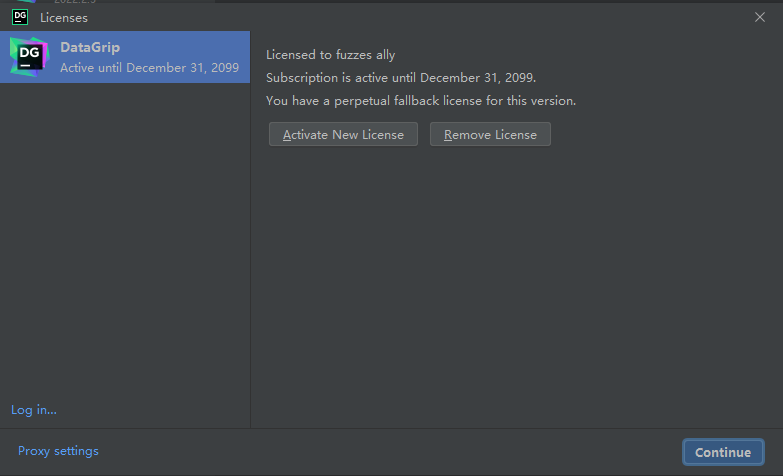 DG Licenses
DG DataGrip
Active until December 31, 2099
Licensed to fuzzes ally
Subscription is active until December 31, 2099.
You have a perpetual fallback license for this version.
Activate New License Remove License
Log in...
Proxy settings
Continue